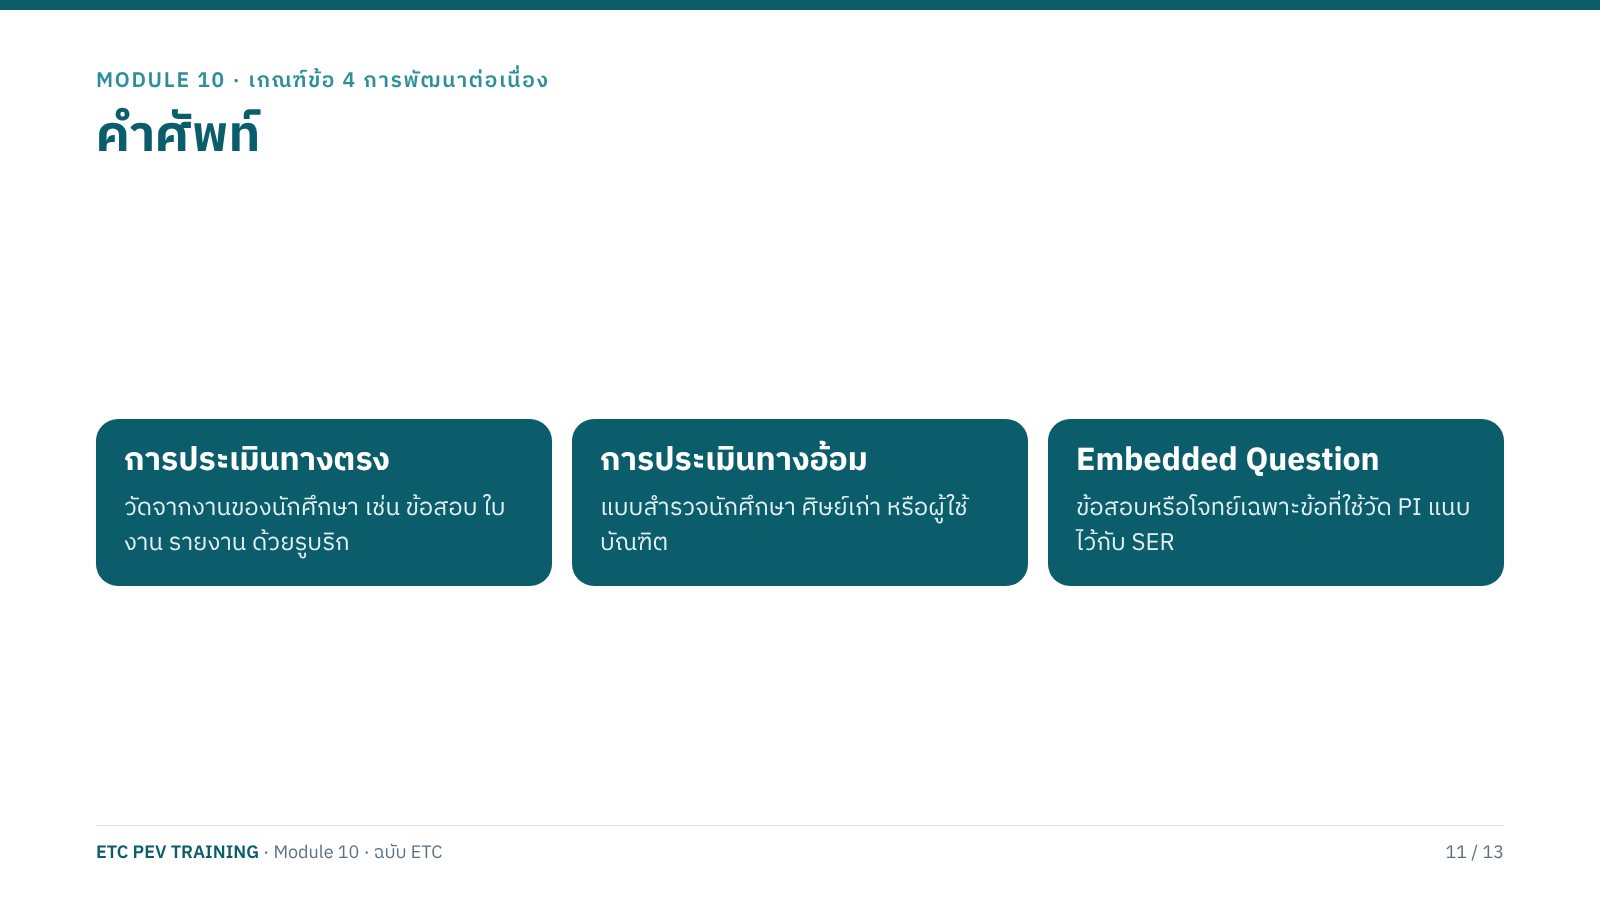 MODULE 10 · เกณฑ์ข้อ 4 การพัฒนาต่อเนื่อง
คำศัพท์
การประเมินทางตรง
วัดจากงานของนักศึกษา เช่น ข้อสอบ ใบ
งาน รายงาน ด้วยรูบริก
การประเมินทางอ้อม
แบบสำรวจนักศึกษา ศิษย์เก่า หรือผู้ใช้
บัณฑิต
Embedded Question
ข้อสอบหรือโจทย์เฉพาะข้อที่ใช้วัด PI แนบ
ไว้กับ SER
ETC PEV TRAINING · Module 10 · ฉบับ ETC
11 / 13